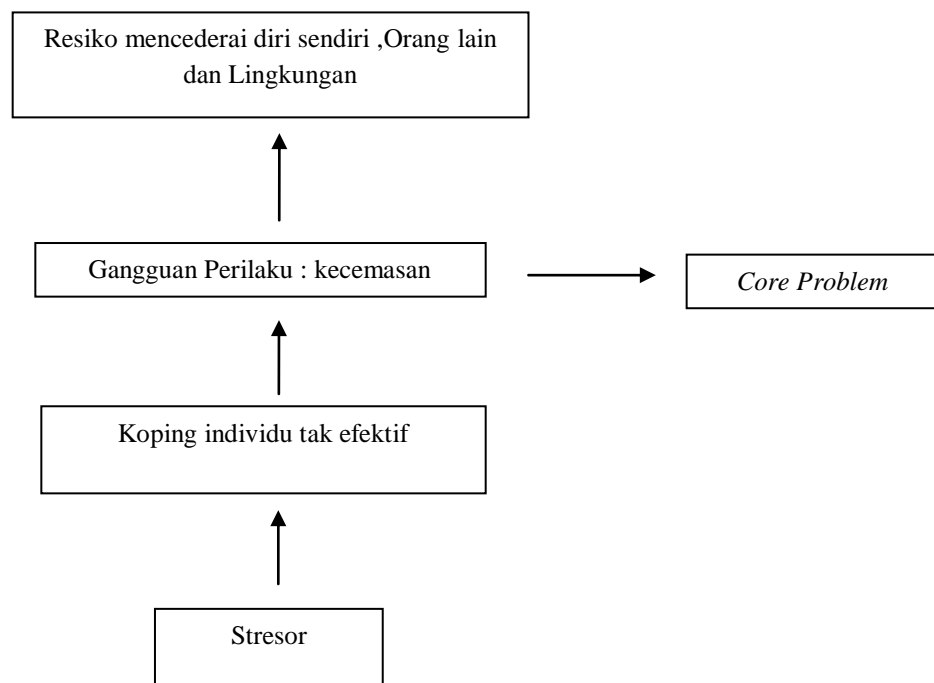 Resiko mencederai diri sendiri ,Orang lain
dan Lingkungan
Gangguan Perilaku : kecemasan
Core Problem
Koping individu tak efektif
Stresor